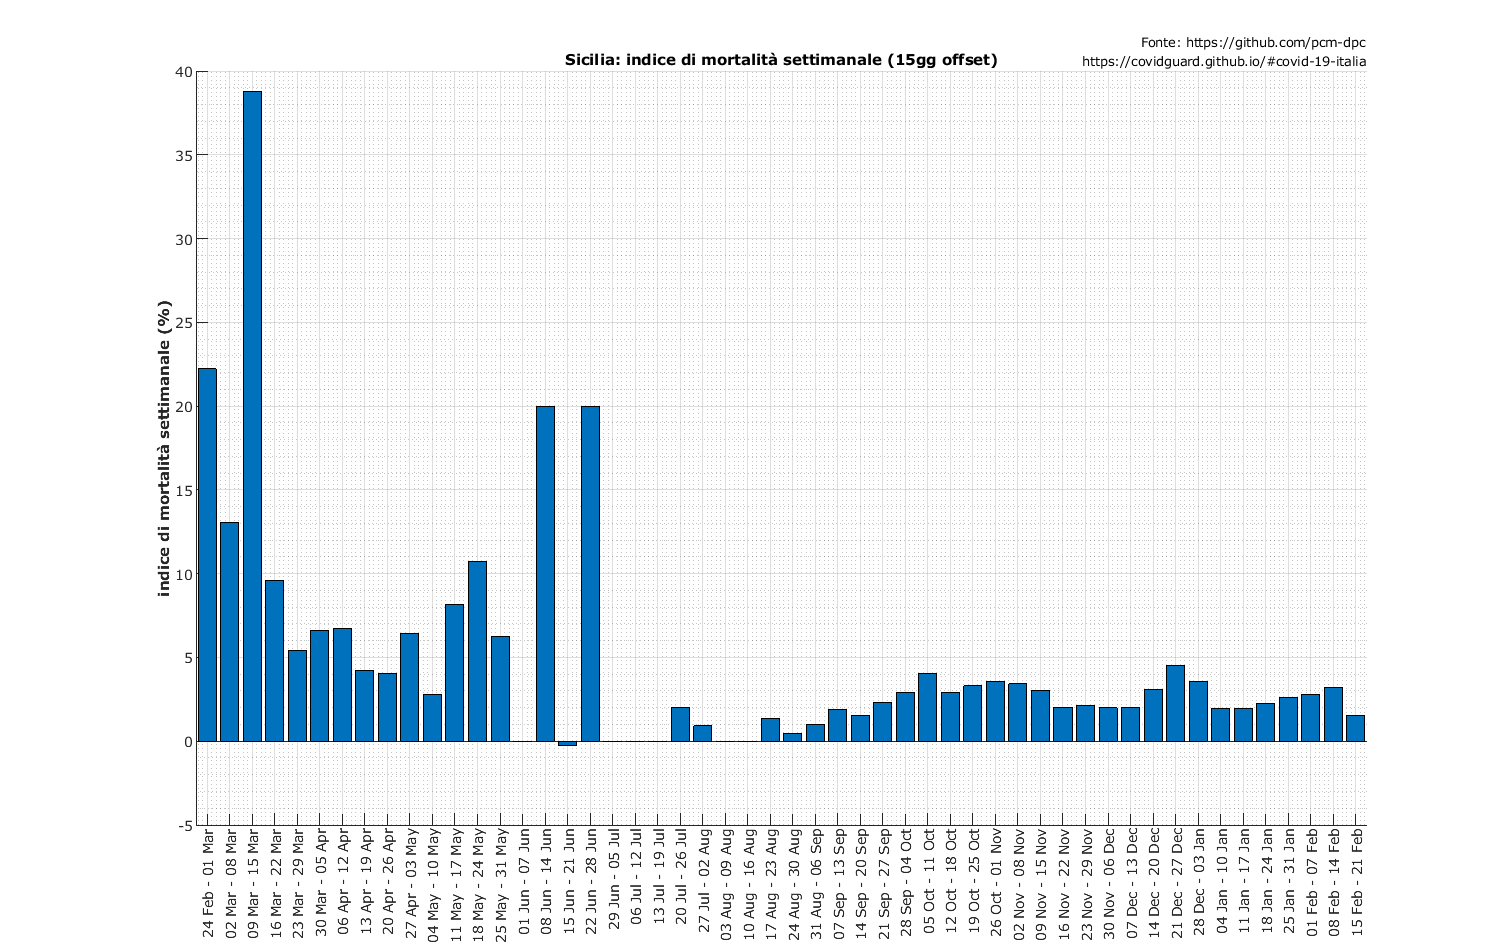 Fonte: https://github.com/pcm-dpc
Sicilia: indice di mortalità settimanale (15gg offset)
https://covidguard.github.io/#covid-19-italia
indice di mortalità settimanale (%)
40
35
30
25
20
15
10
5
0
-5
24 Feb - 01 Mar
02 Mar - 08 Mar
09 Mar - 15 Mar
16 Mar - 22 Mar
23 Mar - 29 Mar
30 Mar - 05 Apr
06 Apr - 12 Apr
13 Apr - 19 Apr
20 Apr - 26 Apr
27 Apr - 03 May
04 May - 10 May
11 May - 17 May
18 May - 24 May
25 May - 31 May
01 Jun - 07 Jun
08 Jun - 14 Jun
15 Jun - 21 Jun
22 Jun - 28 Jun
29 Jun - 05 Jul
06 Jul - 12 Jul
13 Jul - 19 Jul
20 Jul - 26 Jul
27 Jul - 02 Aug
03 Aug - 09 Aug
10 Aug - 16 Aug
17 Aug - 23 Aug
24 Aug - 30 Aug
31 Aug - 06 Sep
07 Sep - 13 Sep
14 Sep - 20 Sep
21 Sep - 27 Sep
28 Sep - 04 Oct
05 Oct - 11 Oct
12 Oct - 18 Oct
19 Oct - 25 Oct
26 Oct - 01 Nov
02 Nov - 08 Nov
09 Nov - 15 Nov
16 Nov - 22 Nov
23 Nov - 29 Nov
30 Nov - 06 Dec
07 Dec - 13 Dec
14 Dec - 20 Dec
21 Dec - 27 Dec
28 Dec - 03 Jan
04 Jan - 10 Jan
11 Jan - 17 Jan
18 Jan - 24 Jan
25 Jan - 31 Jan
01 Feb - 07 Feb
08 Feb - 14 Feb
15 Feb - 21 Feb